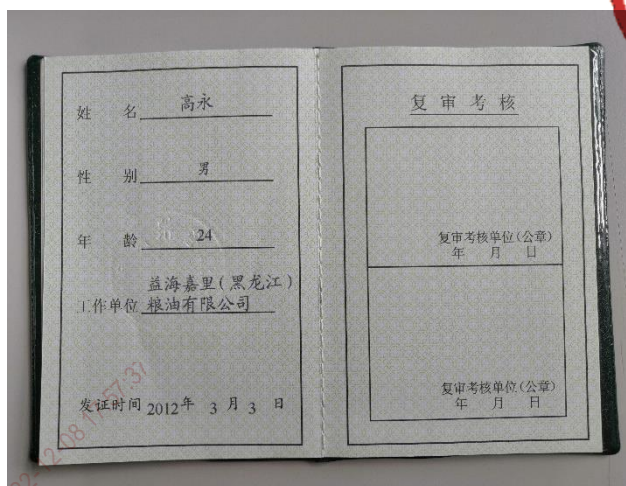 姓 名 高永
性 别 男
年 龄 24
益海嘉里(黑龙江)
工作单位 粮油有限公司
发证时间 2012年 3 月 3 日
复审考核
复审考核单位(公章)
年 月 日
复审考核单位(公章)
年 月 日